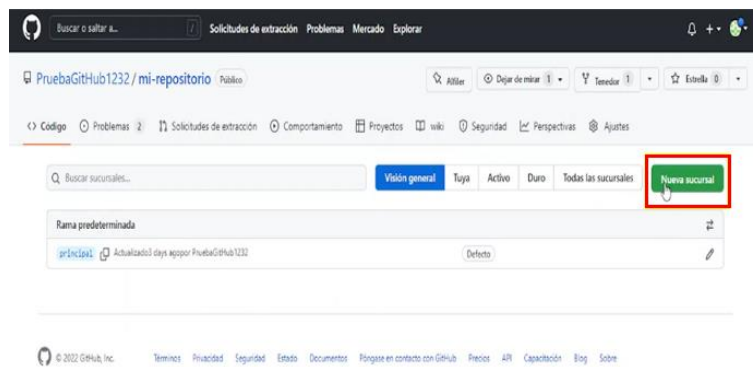 Buscar o saltar a... / Solicitudes de extracción Problemas Mercado Explorar
PruebaGitHub1232 / mi-repositorio Público Alfiler Dejar de mirar 1 Tenedor 1 Estrella 0
<> Código Problemas 2 Solicitudes de extracción Comportamiento Proyectos wiki Seguridad Perspectivas Ajustes
Buscar sucursales... Visión general Tuya Activo Duro Todas las sucursales Nueva sucursal
Rama predeterminada
principal Actualizado3 days agopor PruebaGitHub1232 Defecto
© 2022 GitHub, Inc. Términos Privacidad Seguridad Estado Documentos Póngase en contacto con GitHub Precios API Capacitación Blog Sobre